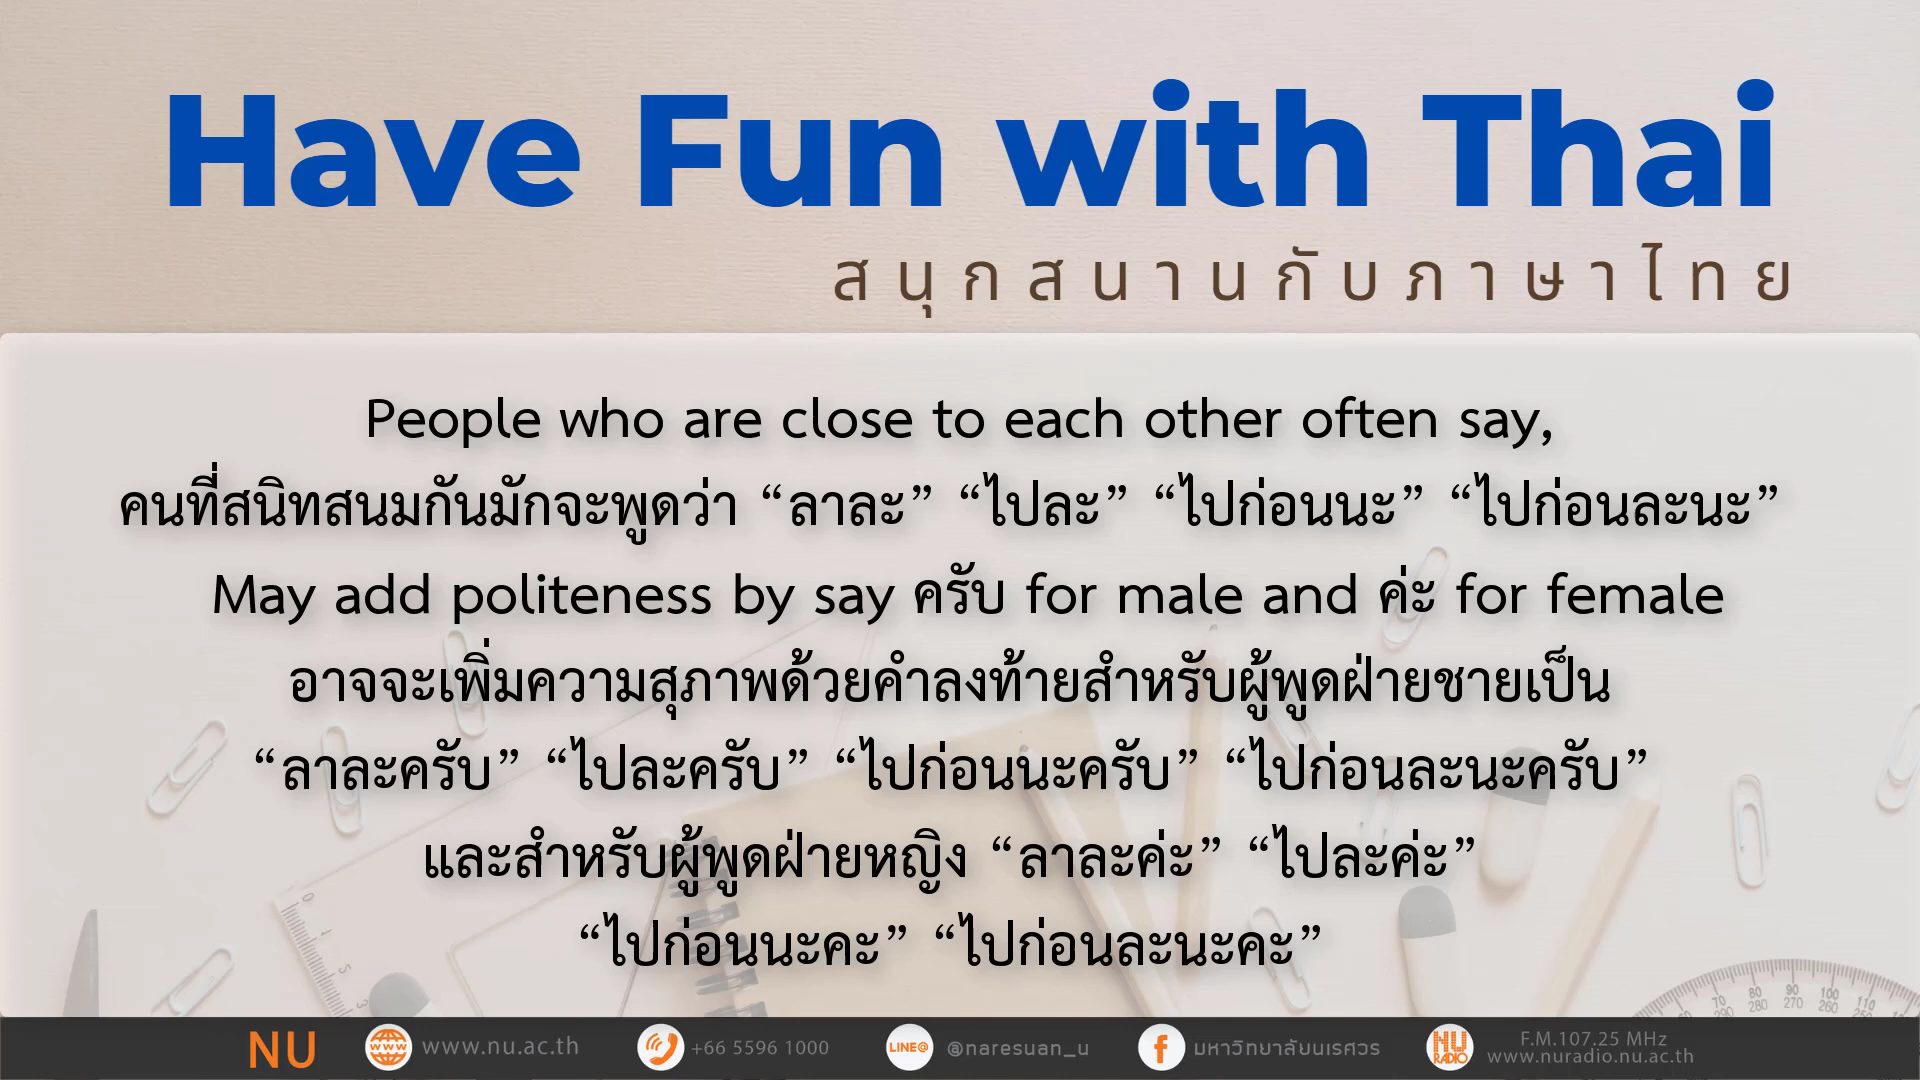 Have Fun with Thai
สนุกสนานกับภาษาไทย
People who are close to each other often say,
คนที่สนิทสนมกันมักจะพูดว่า “ลาละ” “ไปละ” “ไปก่อนนะ” “ไปก่อนละนะ”
May add politeness by say ครับ for male and ค่ะ for female
อาจจะเพิ่มความสุภาพด้วยคำลงท้ายสำหรับผู้พูดฝ่ายชายเป็น
“ลาละครับ” “ไปละครับ” “ไปก่อนนะครับ” “ไปก่อนละนะครับ”
และสำหรับผู้พูดฝ่ายหญิง “ลาละค่ะ” “ไปละค่ะ”
“ไปก่อนนะคะ” “ไปก่อนละนะคะ”
NU www www.nu.ac.th +66 5596 1000 LINE@ @naresuan_u f มหาวิทยาลัยนเรศวร NU RADIO F.M.107.25 MHz
www.nuradio.nu.ac.th